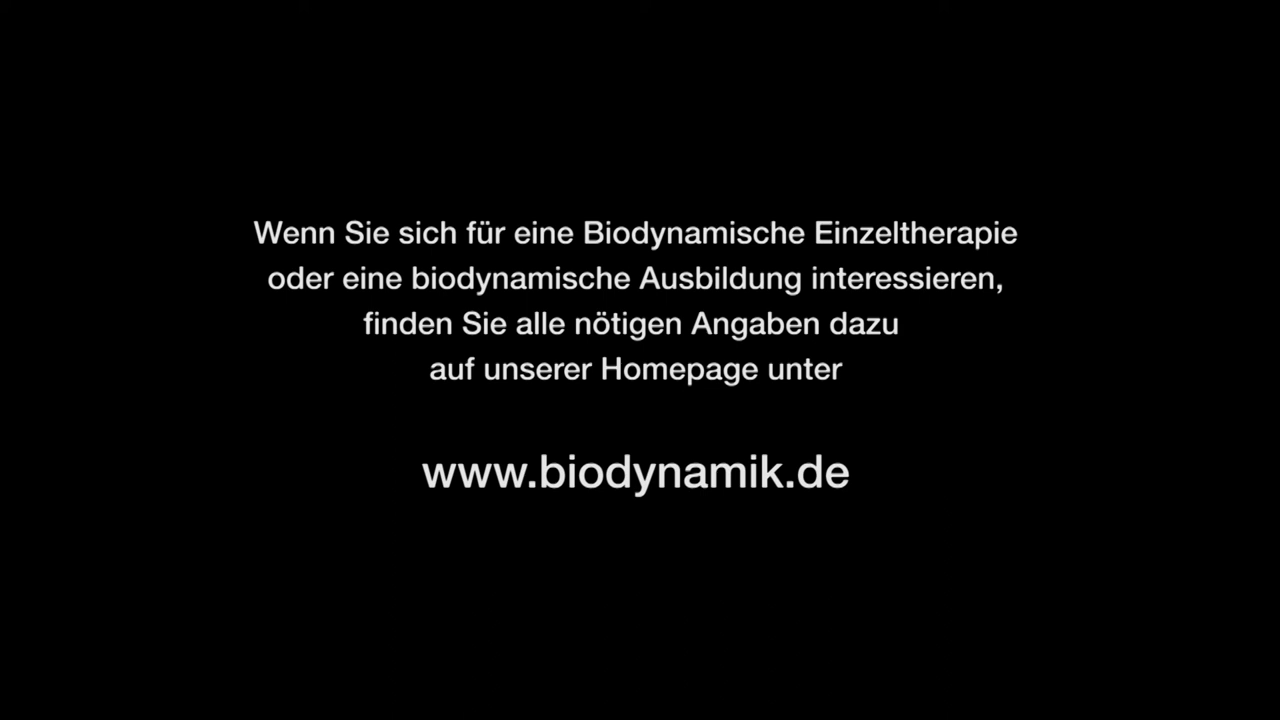 Wenn Sie sich für eine Biodynamische Einzeltherapie
oder eine biodynamische Ausbildung interessieren,
finden Sie alle nötigen Angaben dazu
auf unserer Homepage unter
www.biodynamik.de